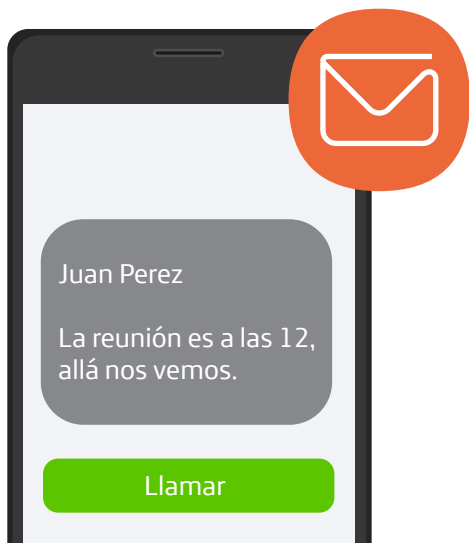 Juan Perez
La reunión es a las 12,
allá nos vemos.
Llamar